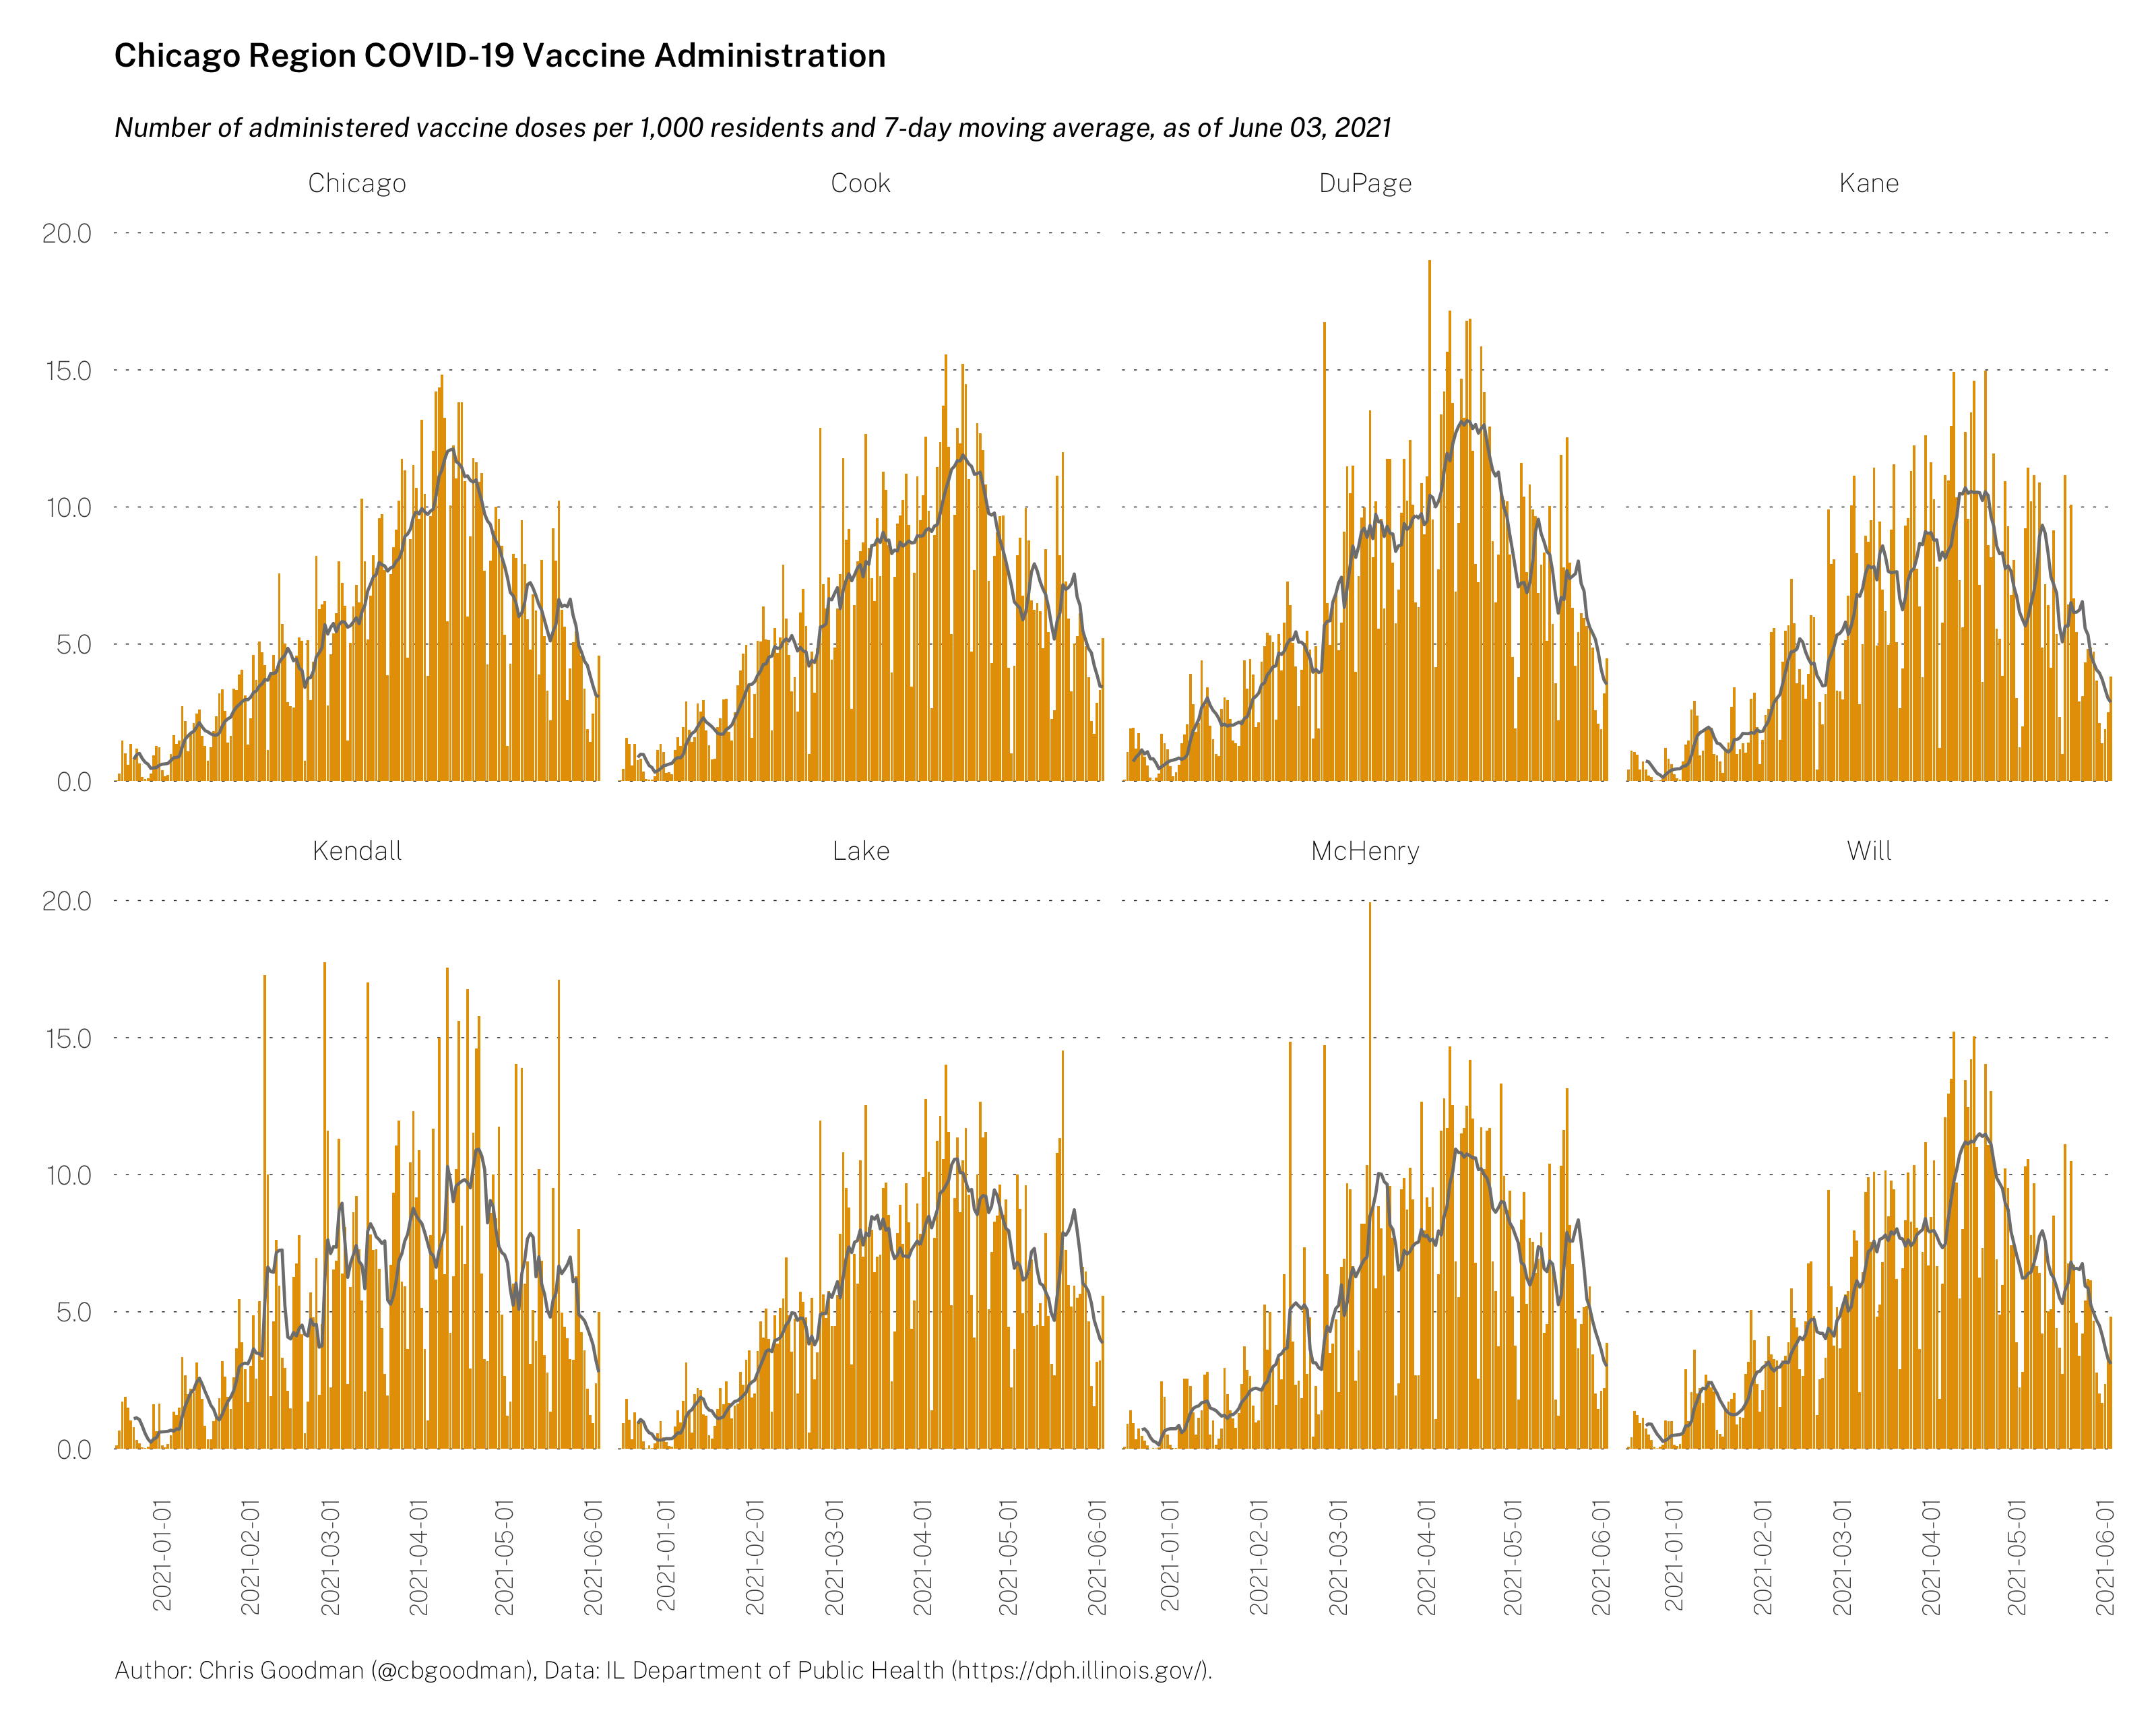 Chicago Region COVID-19 Vaccine Administration
Number of administered vaccine doses per 1,000 residents and 7-day moving average, as of June 03, 2021
Chicago Cook DuPage Kane
20.0
15.0
10.0
5.0
0.0
Kendall Lake McHenry Will
20.0
15.0
10.0
5.0
0.0
2021-01-01 2021-02-01 2021-03-01 2021-04-01 2021-05-01 2021-06-01 2021-01-01 2021-02-01 2021-03-01 2021-04-01 2021-05-01 2021-06-01 2021-01-01 2021-02-01 2021-03-01 2021-04-01 2021-05-01 2021-06-01 2021-01-01 2021-02-01 2021-03-01 2021-04-01 2021-05-01 2021-06-01
Author: Chris Goodman (@cbgoodman), Data: IL Department of Public Health (https://dph.illinois.gov/).